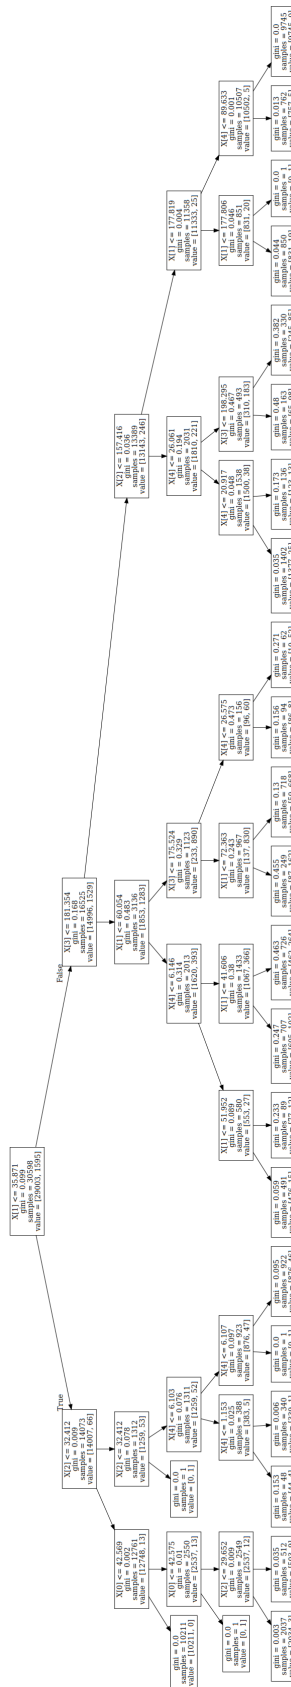 X[1] <= 35.871
gini = 0.099
samples = 30598
value = [29003, 1595]
True
False
X[2] <= 32.412
gini = 0.009
samples = 14073
value = [14007, 66]
X[3] <= 181.354
gini = 0.168
samples = 16525
value = [14996, 1529]
X[0] <= 42.569
gini = 0.002
samples = 12761
value = [12748, 13]
X[2] <= 32.412
gini = 0.078
samples = 1312
value = [1259, 53]
X[1] <= 60.054
gini = 0.483
samples = 3136
value = [1853, 1283]
X[2] <= 157.416
gini = 0.036
samples = 13389
value = [13143, 246]
gini = 0.0
samples = 10211
value = [10211, 0]
X[0] <= 42.575
gini = 0.01
samples = 2550
value = [2537, 13]
gini = 0.0
samples = 1
value = [0, 1]
X[4] <= 6.103
gini = 0.076
samples = 1311
value = [1259, 52]
X[4] <= 6.146
gini = 0.314
samples = 2013
value = [1620, 393]
X[3] <= 175.524
gini = 0.329
samples = 1123
value = [233, 890]
X[4] <= 26.061
gini = 0.194
samples = 2031
value = [1810, 221]
X[1] <= 177.819
gini = 0.004
samples = 11358
value = [11333, 25]
gini = 0.0
samples = 1
value = [0, 1]
X[2] <= 29.652
gini = 0.009
samples = 2549
value = [2537, 12]
X[4] <= 1.153
gini = 0.025
samples = 388
value = [383, 5]
X[4] <= 6.107
gini = 0.097
samples = 923
value = [876, 47]
X[1] <= 51.952
gini = 0.089
samples = 580
value = [553, 27]
X[1] <= 41.606
gini = 0.38
samples = 1433
value = [1067, 366]
X[1] <= 72.363
gini = 0.243
samples = 967
value = [137, 830]
X[4] <= 26.575
gini = 0.473
samples = 156
value = [96, 60]
X[4] <= 20.917
gini = 0.048
samples = 1538
value = [1500, 38]
X[3] <= 198.295
gini = 0.467
samples = 493
value = [310, 183]
X[1] <= 177.806
gini = 0.046
samples = 851
value = [831, 20]
X[4] <= 89.633
gini = 0.001
samples = 10507
value = [10502, 5]
gini = 0.003
samples = 2037
gini = 0.035
samples = 512
gini = 0.153
samples = 48
gini = 0.006
samples = 340
gini = 0.0
samples = 1
gini = 0.095
samples = 922
gini = 0.059
samples = 491
gini = 0.233
samples = 89
gini = 0.247
samples = 707
gini = 0.463
samples = 726
gini = 0.455
samples = 249
gini = 0.13
samples = 718
gini = 0.156
samples = 94
gini = 0.271
samples = 62
gini = 0.035
samples = 1402
gini = 0.173
samples = 136
gini = 0.48
samples = 163
gini = 0.382
samples = 330
gini = 0.044
samples = 850
gini = 0.0
samples = 1
gini = 0.013
samples = 762
gini = 0.0
samples = 9745